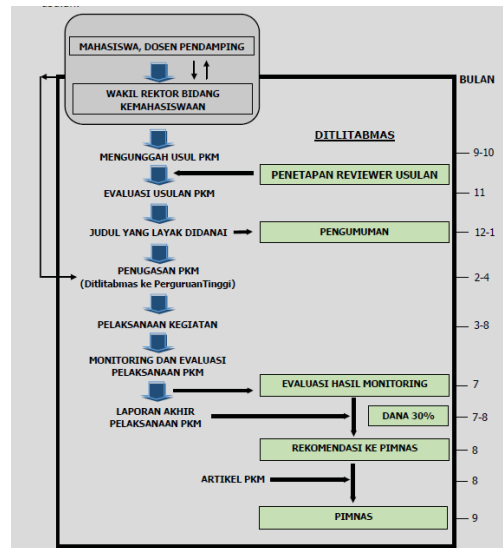 MAHASISWA, DOSEN PENDAMPING
WAKIL REKTOR BIDANG
KEMAHASISWAAN
BULAN
DITLITABMAS
MENGUNGGAH USUL PKM
9-10
PENETAPAN REVIEWER USULAN
EVALUASI USULAN PKM
11
JUDUL YANG LAYAK DIDANAI
PENGUMUMAN
12-1
PENUGASAN PKM
(Ditlitabmas ke PerguruanTinggi)
2-4
PELAKSANAAN KEGIATAN
3-8
MONITORING DAN EVALUASI
PELAKSANAAN PKM
EVALUASI HASIL MONITORING
7
LAPORAN AKHIR
PELAKSANAAN PKM
DANA 30%
7-8
REKOMENDASI KE PIMNAS
8
ARTIKEL PKM
8
PIMNAS
9